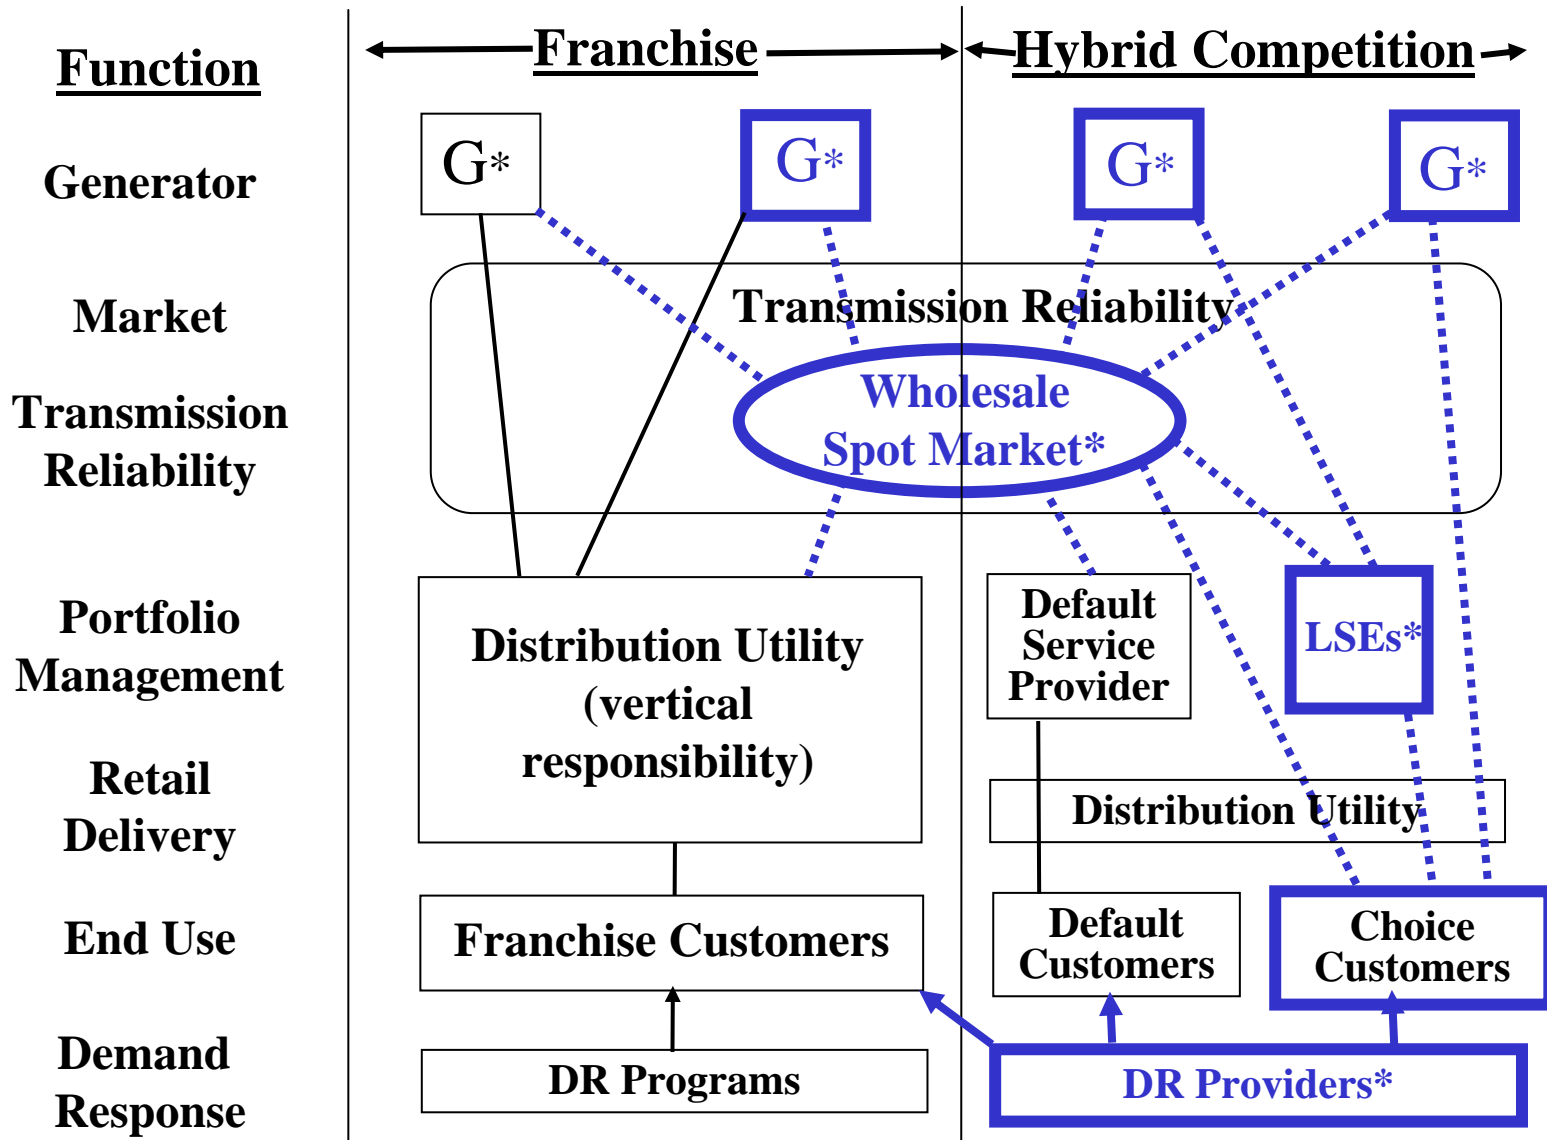 Function
Franchise
Hybrid Competition
Generator
G*
G*
G*
G*
Market
Transmission Reliability
Transmission
Reliability
Wholesale
Spot Market*
Portfolio
Management
Distribution Utility
(vertical
responsibility)
Default
Service
Provider
LSEs*
Retail
Delivery
Distribution Utility
End Use
Franchise Customers
Default
Customers
Choice
Customers
Demand
Response
DR Programs
DR Providers*